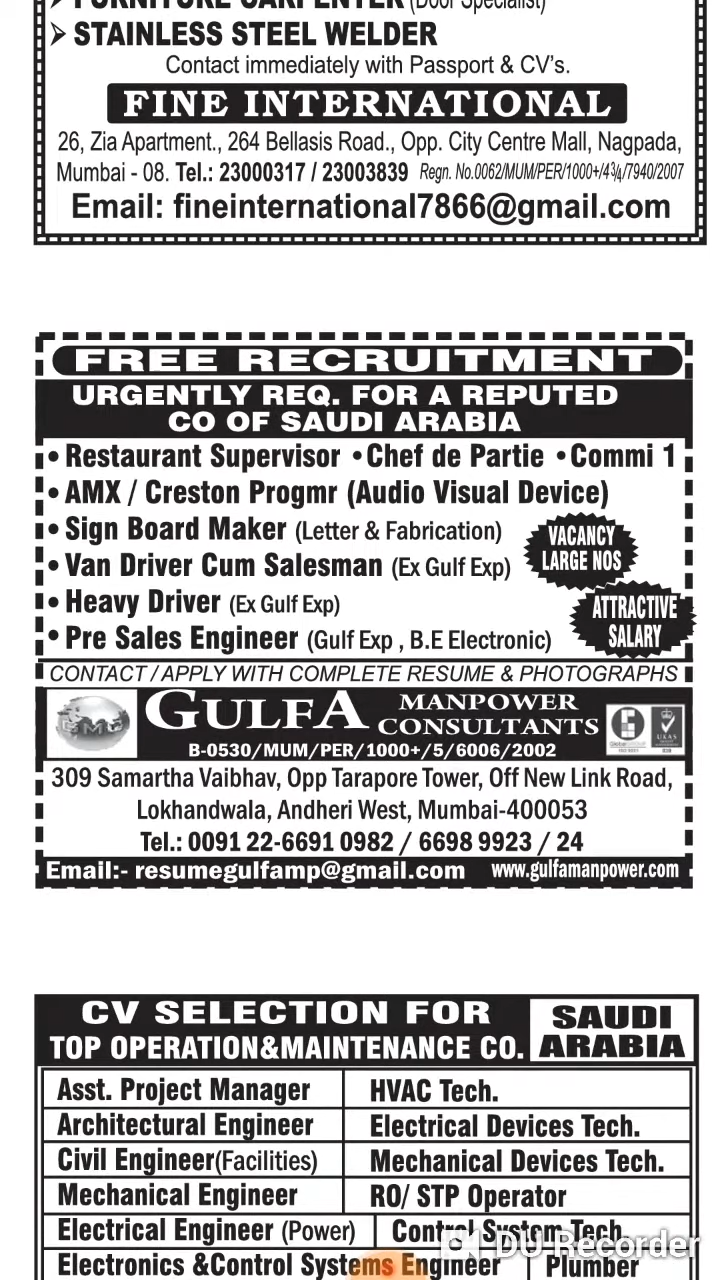 ➢ FURNITURE CARPENTER (Door Specialist)
➢ STAINLESS STEEL WELDER
Contact immediately with Passport & CV's.
FINE INTERNATIONAL
26, Zia Apartment., 264 Bellasis Road., Opp. City Centre Mall, Nagpada,
Mumbai - 08. Tel.: 23000317 / 23003839 Regn. No.0062/MUM/PER/1000+/4¾/7940/2007
Email: fineinternational7866@gmail.com
FREE RECRUITMENT
URGENTLY REQ. FOR A REPUTED
CO OF SAUDI ARABIA
• Restaurant Supervisor • Chef de Partie • Commi 1
• AMX / Creston Progmr (Audio Visual Device)
• Sign Board Maker (Letter & Fabrication)
• Van Driver Cum Salesman (Ex Gulf Exp)
• Heavy Driver (Ex Gulf Exp)
• Pre Sales Engineer (Gulf Exp , B.E Electronic)
VACANCY
LARGE NOS
ATTRACTIVE
SALARY
CONTACT / APPLY WITH COMPLETE RESUME & PHOTOGRAPHS
GULFA MANPOWER
CONSULTANTS
B-0530/MUM/PER/1000+/5/6006/2002
UKAS
309 Samartha Vaibhav, Opp Tarapore Tower, Off New Link Road,
Lokhandwala, Andheri West, Mumbai-400053
Tel.: 0091 22-6691 0982 / 6698 9923 / 24
Email:- resumegulfamp@gmail.com www.gulfamanpower.com
CV SELECTION FOR
TOP OPERATION&MAINTENANCE CO.
SAUDI
ARABIA
Asst. Project Manager HVAC Tech.
Architectural Engineer Electrical Devices Tech.
Civil Engineer(Facilities) Mechanical Devices Tech.
Mechanical Engineer RO/ STP Operator
Electrical Engineer (Power) Control System Tech.
Electronics &Control Systems Engineer Plumber
DU Recorder